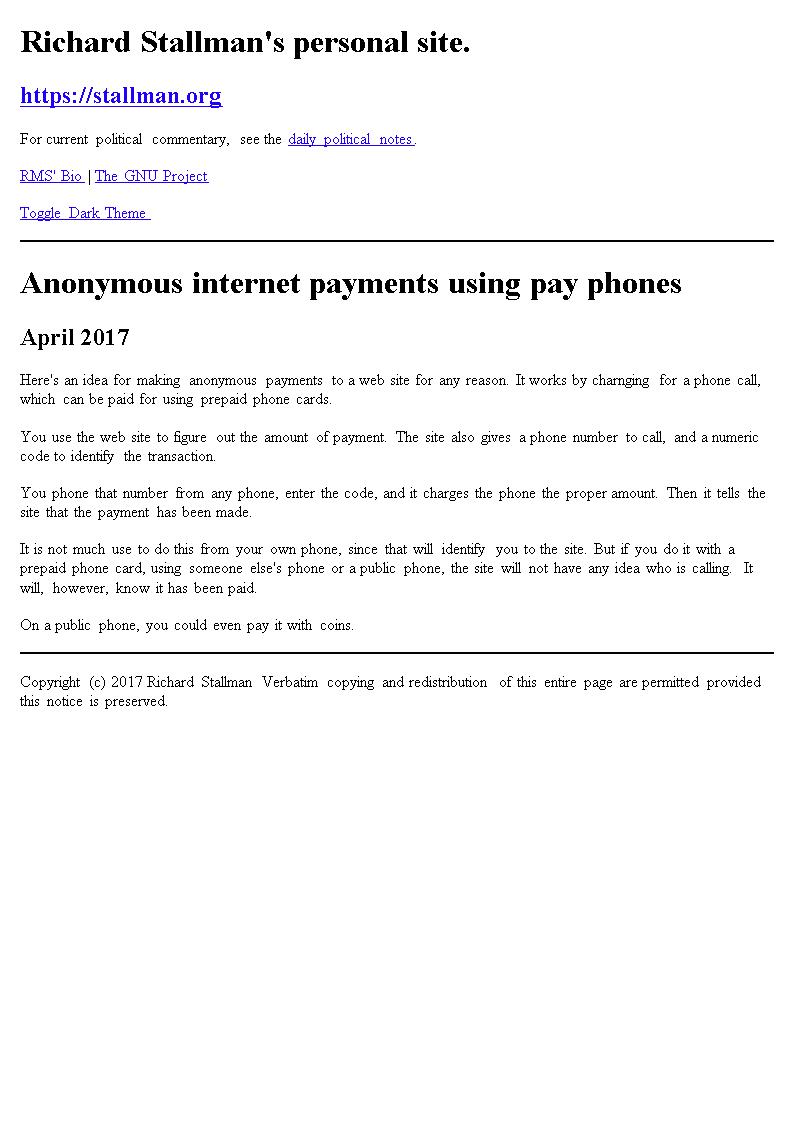 Richard Stallman's personal site.
https://stallman.org
For current political commentary, see the daily political notes.
RMS' Bio | The GNU Project
Toggle Dark Theme
Anonymous internet payments using pay phones
April 2017
Here's an idea for making anonymous payments to a web site for any reason. It works by charnging for a phone call,
which can be paid for using prepaid phone cards.
You use the web site to figure out the amount of payment. The site also gives a phone number to call, and a numeric
code to identify the transaction.
You phone that number from any phone, enter the code, and it charges the phone the proper amount. Then it tells the
site that the payment has been made.
It is not much use to do this from your own phone, since that will identify you to the site. But if you do it with a
prepaid phone card, using someone else's phone or a public phone, the site will not have any idea who is calling. It
will, however, know it has been paid.
On a public phone, you could even pay it with coins.
Copyright (c) 2017 Richard Stallman Verbatim copying and redistribution of this entire page are permitted provided
this notice is preserved.